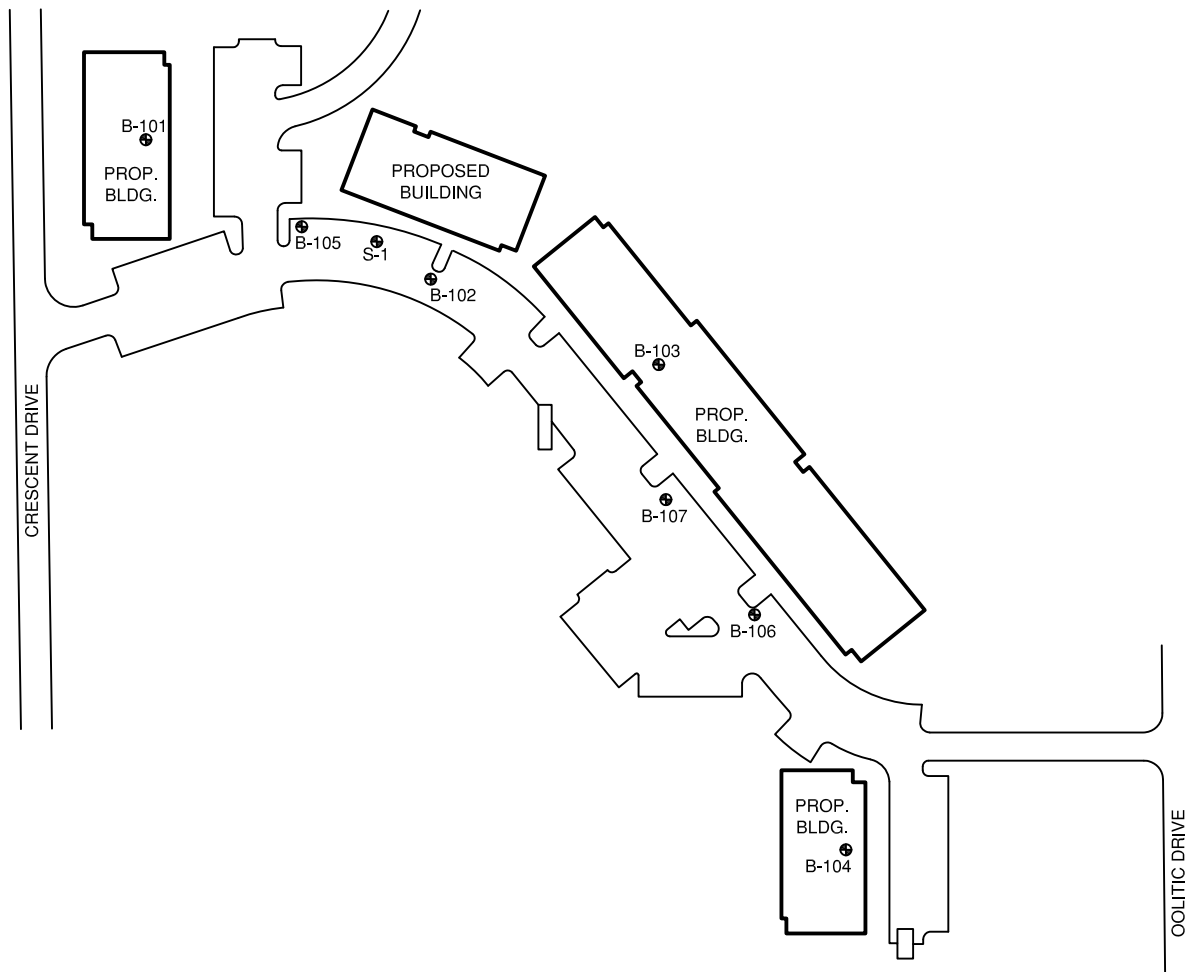 B-101
PROP.
BLDG.
PROPOSED
BUILDING
B-105
S-1
B-102
B-103
PROP.
BLDG.
CRESCENT DRIVE
B-107
B-106
PROP.
BLDG.
B-104
OOLITIC DRIVE